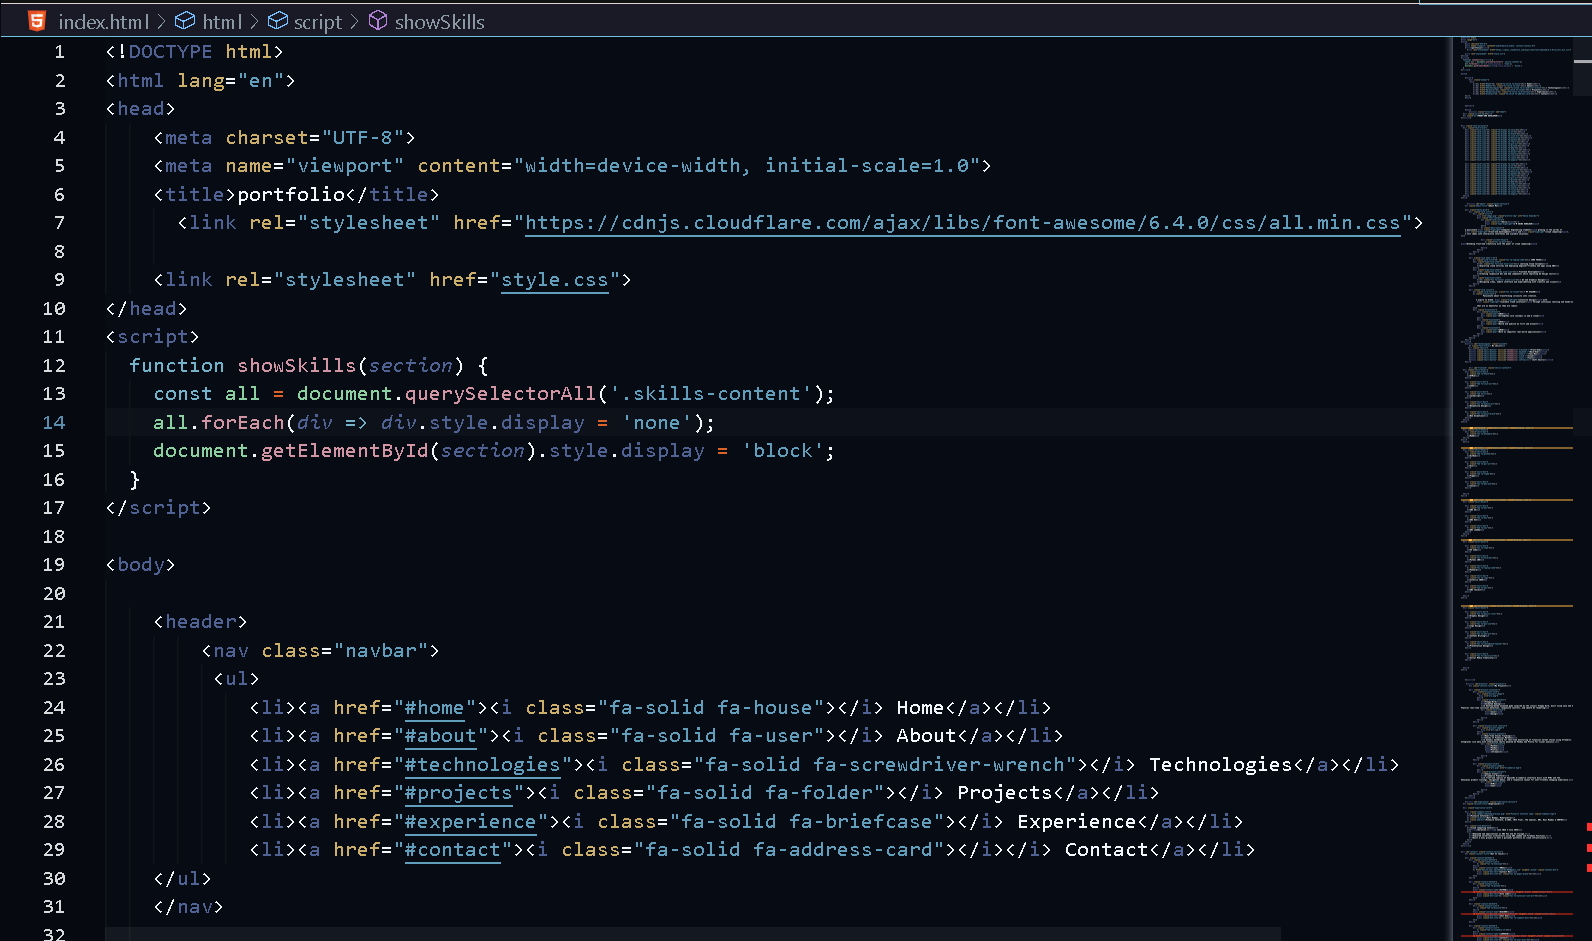 index.html > html > script > showSkills
1 <!DOCTYPE html>
2 <html lang="en">
3 <head>
4 <meta charset="UTF-8">
5 <meta name="viewport" content="width=device-width, initial-scale=1.0">
6 <title>portfolio</title>
7 <link rel="stylesheet" href="https://cdnjs.cloudflare.com/ajax/libs/font-awesome/6.4.0/css/all.min.css">
8
9 <link rel="stylesheet" href="style.css">
10 </head>
11 <script>
12 function showSkills(section) {
13 const all = document.querySelectorAll('.skills-content');
14 all.forEach(div => div.style.display = 'none');
15 document.getElementById(section).style.display = 'block';
16 }
17 </script>
18
19 <body>
20
21 <header>
22 <nav class="navbar">
23 <ul>
24 <li><a href="#home"><i class="fa-solid fa-house"></i> Home</a></li>
25 <li><a href="#about"><i class="fa-solid fa-user"></i> About</a></li>
26 <li><a href="#technologies"><i class="fa-solid fa-screwdriver-wrench"></i> Technologies</a></li>
27 <li><a href="#projects"><i class="fa-solid fa-folder"></i> Projects</a></li>
28 <li><a href="#experience"><i class="fa-solid fa-briefcase"></i> Experience</a></li>
29 <li><a href="#contact"><i class="fa-solid fa-address-card"></i></i> Contact</a></li>
30 </ul>
31 </nav>
32